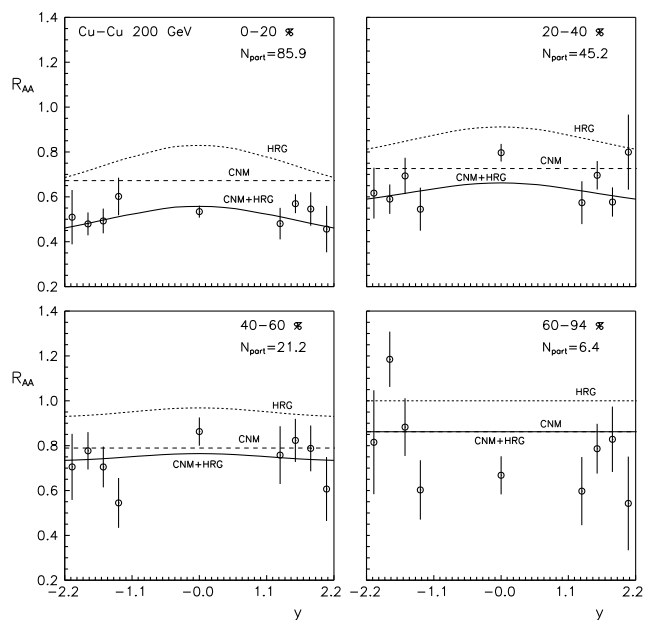 Cu−Cu 200 GeV 0−20 %
N_part=85.9
20−40 %
N_part=45.2
R_AA
1.4
1.2
1.0
0.8
0.6
0.4
0.2
HRG
CNM
CNM+HRG
HRG
CNM
CNM+HRG
40−60 %
N_part=21.2
60−94 %
N_part=6.4
R_AA
1.4
1.2
1.0
0.8
0.6
0.4
0.2
HRG
CNM
CNM+HRG
HRG
CNM
CNM+HRG
−2.2 −1.1 −0.0 1.1 2.2
−2.2 −1.1 −0.0 1.1 2.2
y y